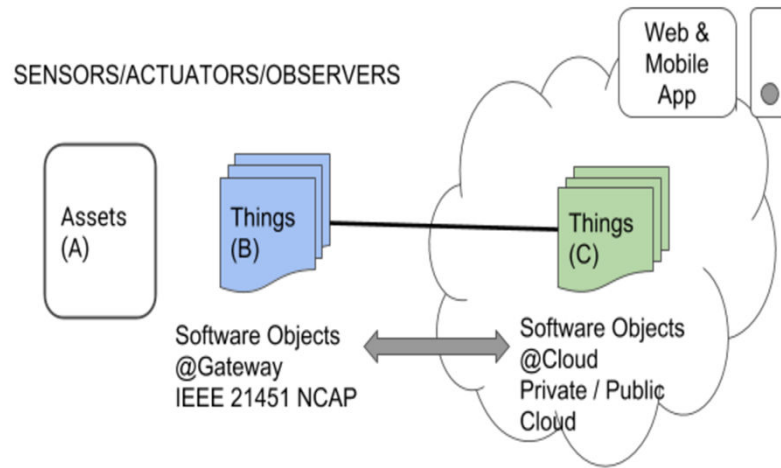 Web &
Mobile
App
SENSORS/ACTUATORS/OBSERVERS
Assets
(A)
Things
(B)
Things
(C)
Software Objects
@Gateway
IEEE 21451 NCAP
Software Objects
@Cloud
Private / Public
Cloud